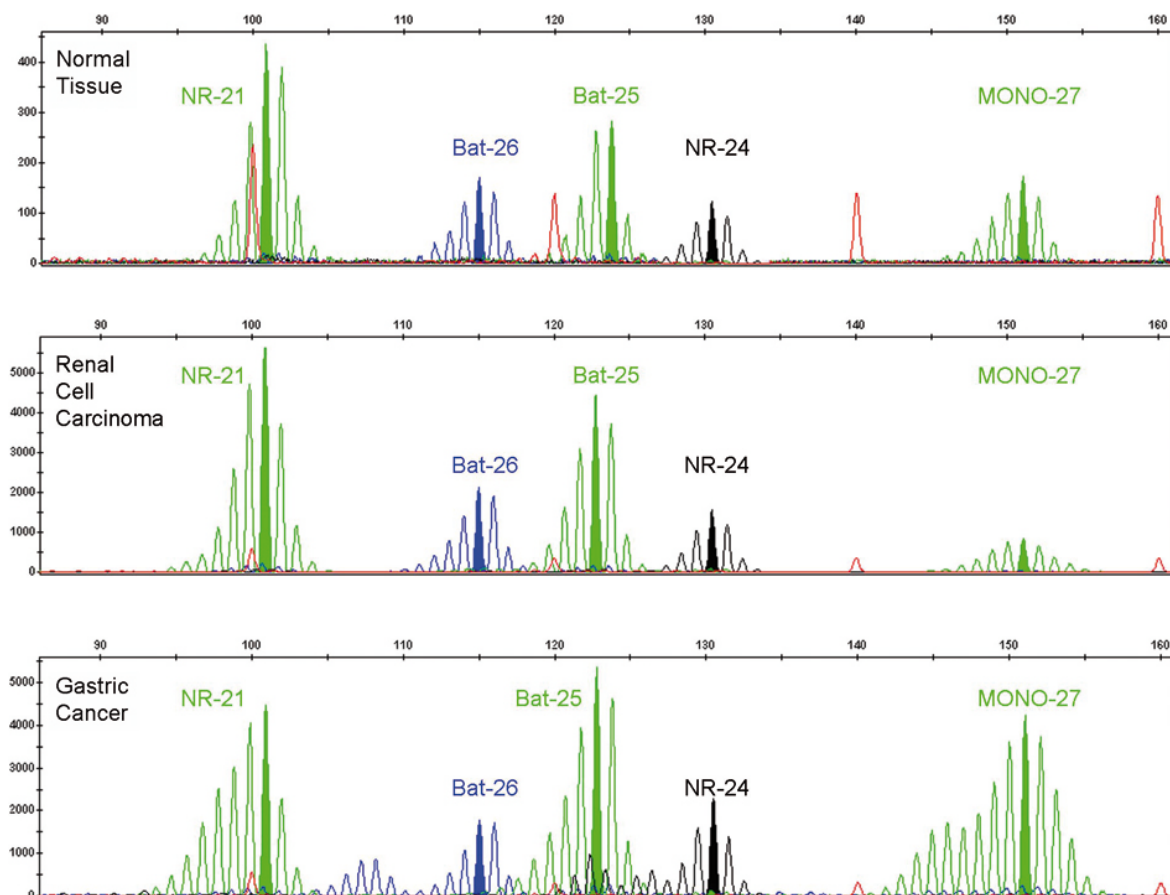 90 100 110 120 130 140 150 160
400
300
200
100
0
Normal
Tissue
NR-21
Bat-26
Bat-25
NR-24
MONO-27
90 100 110 120 130 140 150 160
5000
4000
3000
2000
1000
0
Renal
Cell
Carcinoma
NR-21
Bat-26
Bat-25
NR-24
MONO-27
90 100 110 120 130 140 150 160
5000
4000
3000
2000
1000
0
Gastric
Cancer
NR-21
Bat-26
Bat-25
NR-24
MONO-27